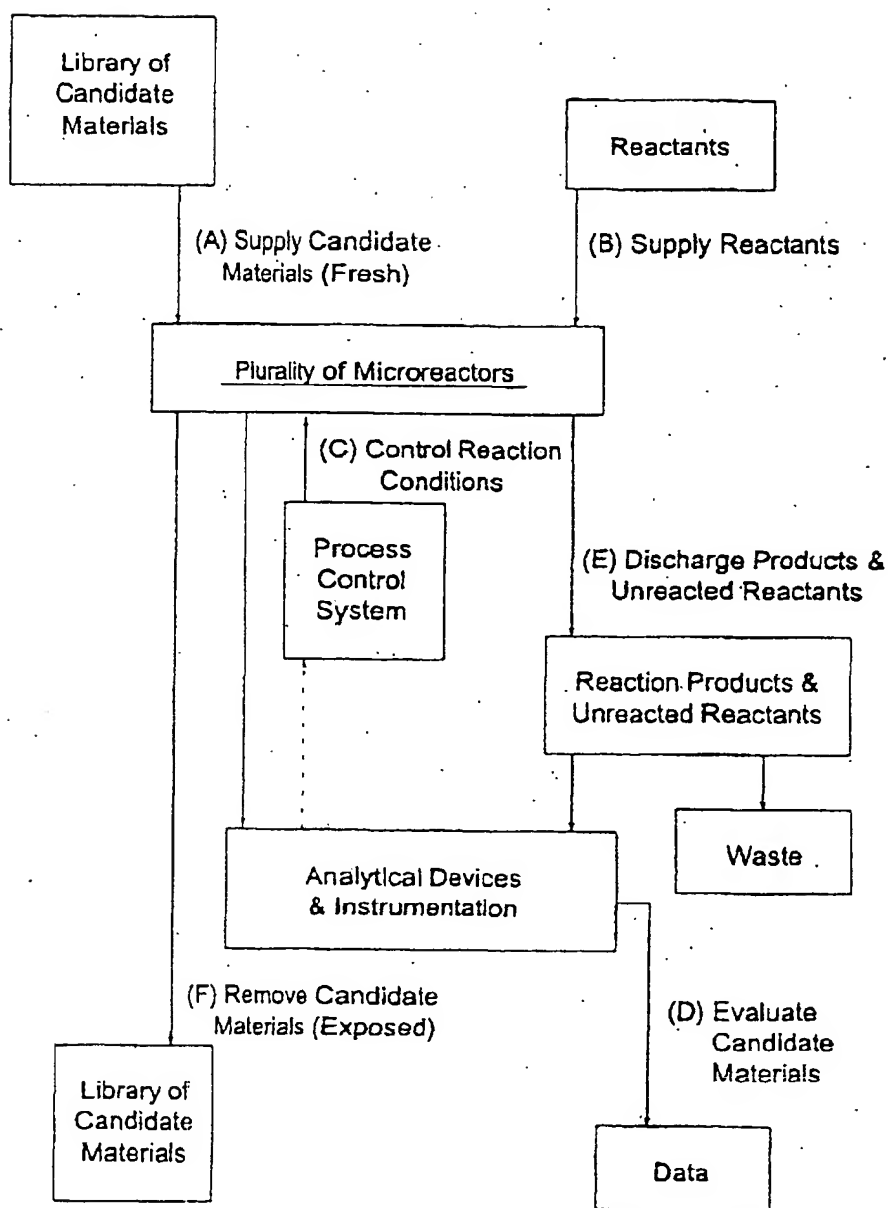 Library of
Candidate
Materials
Reactants
(A) Supply Candidate
Materials (Fresh)
(B) Supply Reactants
Plurality of Microreactors
(C) Control Reaction
Conditions
Process
Control
System
(E) Discharge Products &
Unreacted Reactants
Reaction Products &
Unreacted Reactants
Waste
Analytical Devices
& Instrumentation
(F) Remove Candidate
Materials (Exposed)
(D) Evaluate
Candidate
Materials
Library of
Candidate
Materials
Data